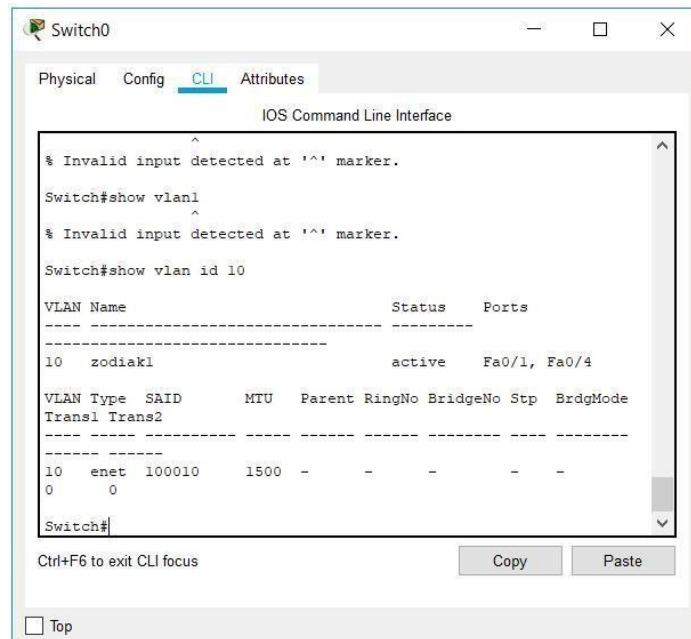 Switch0
Physical Config CLI Attributes
IOS Command Line Interface
^
% Invalid input detected at '^' marker.
Switch#show vlan1
^
% Invalid input detected at '^' marker.
Switch#show vlan id 10
VLAN Name Status Ports
---- -------------------------------- ---------
-------------------------------
10 zodiak1 active Fa0/1, Fa0/4
VLAN Type SAID MTU Parent RingNo BridgeNo Stp BrdgMode
Trans1 Trans2
---- ----- ---------- ----- ------ ------ -------- ---- --------
------ ------
10 enet 100010 1500 - - - - -
0 0
Switch#
Ctrl+F6 to exit CLI focus
Copy Paste
Top